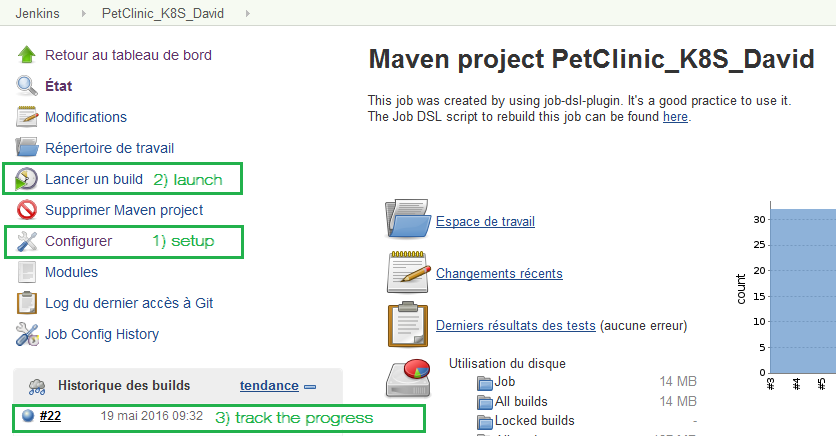 Jenkins PetClinic_K8S_David
Retour au tableau de bord
État
Modifications
Répertoire de travail
Lancer un build 2) launch
Supprimer Maven project
Configurer 1) setup
Modules
Log du dernier accès à Git
Job Config History
Historique des builds tendance
#22 19 mai 2016 09:32 3) track the progress
Maven project PetClinic_K8S_David
This job was created by using job-dsl-plugin. It's a good practice to use it.
The Job DSL script to rebuild this job can be found here.
Espace de travail
Changements récents
Derniers résultats des tests (aucune erreur)
Utilisation du disque
Job 14 MB
All builds 14 MB
Locked builds -
count
30
25
20
15
10
5
0
#3 #4 #5